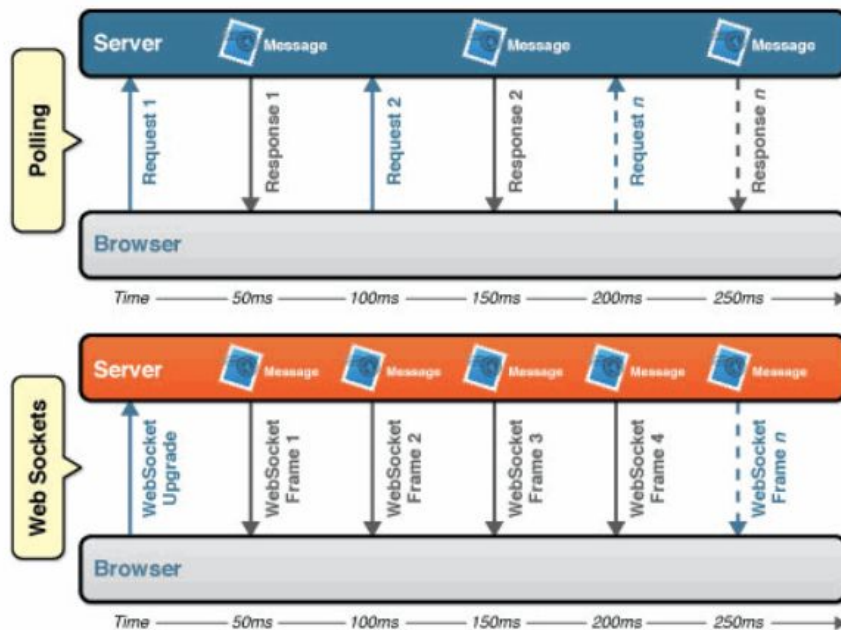 Polling
Server
Message
Message
Message
Request 1
Response 1
Request 2
Response 2
Request n
Response n
Browser
Time 50ms 100ms 150ms 200ms 250ms
Web Sockets
Server
Message
Message
Message
Message
Message
WebSocket
Upgrade
WebSocket
Frame 1
WebSocket
Frame 2
WebSocket
Frame 3
WebSocket
Frame 4
WebSocket
Frame n
Browser
Time 50ms 100ms 150ms 200ms 250ms